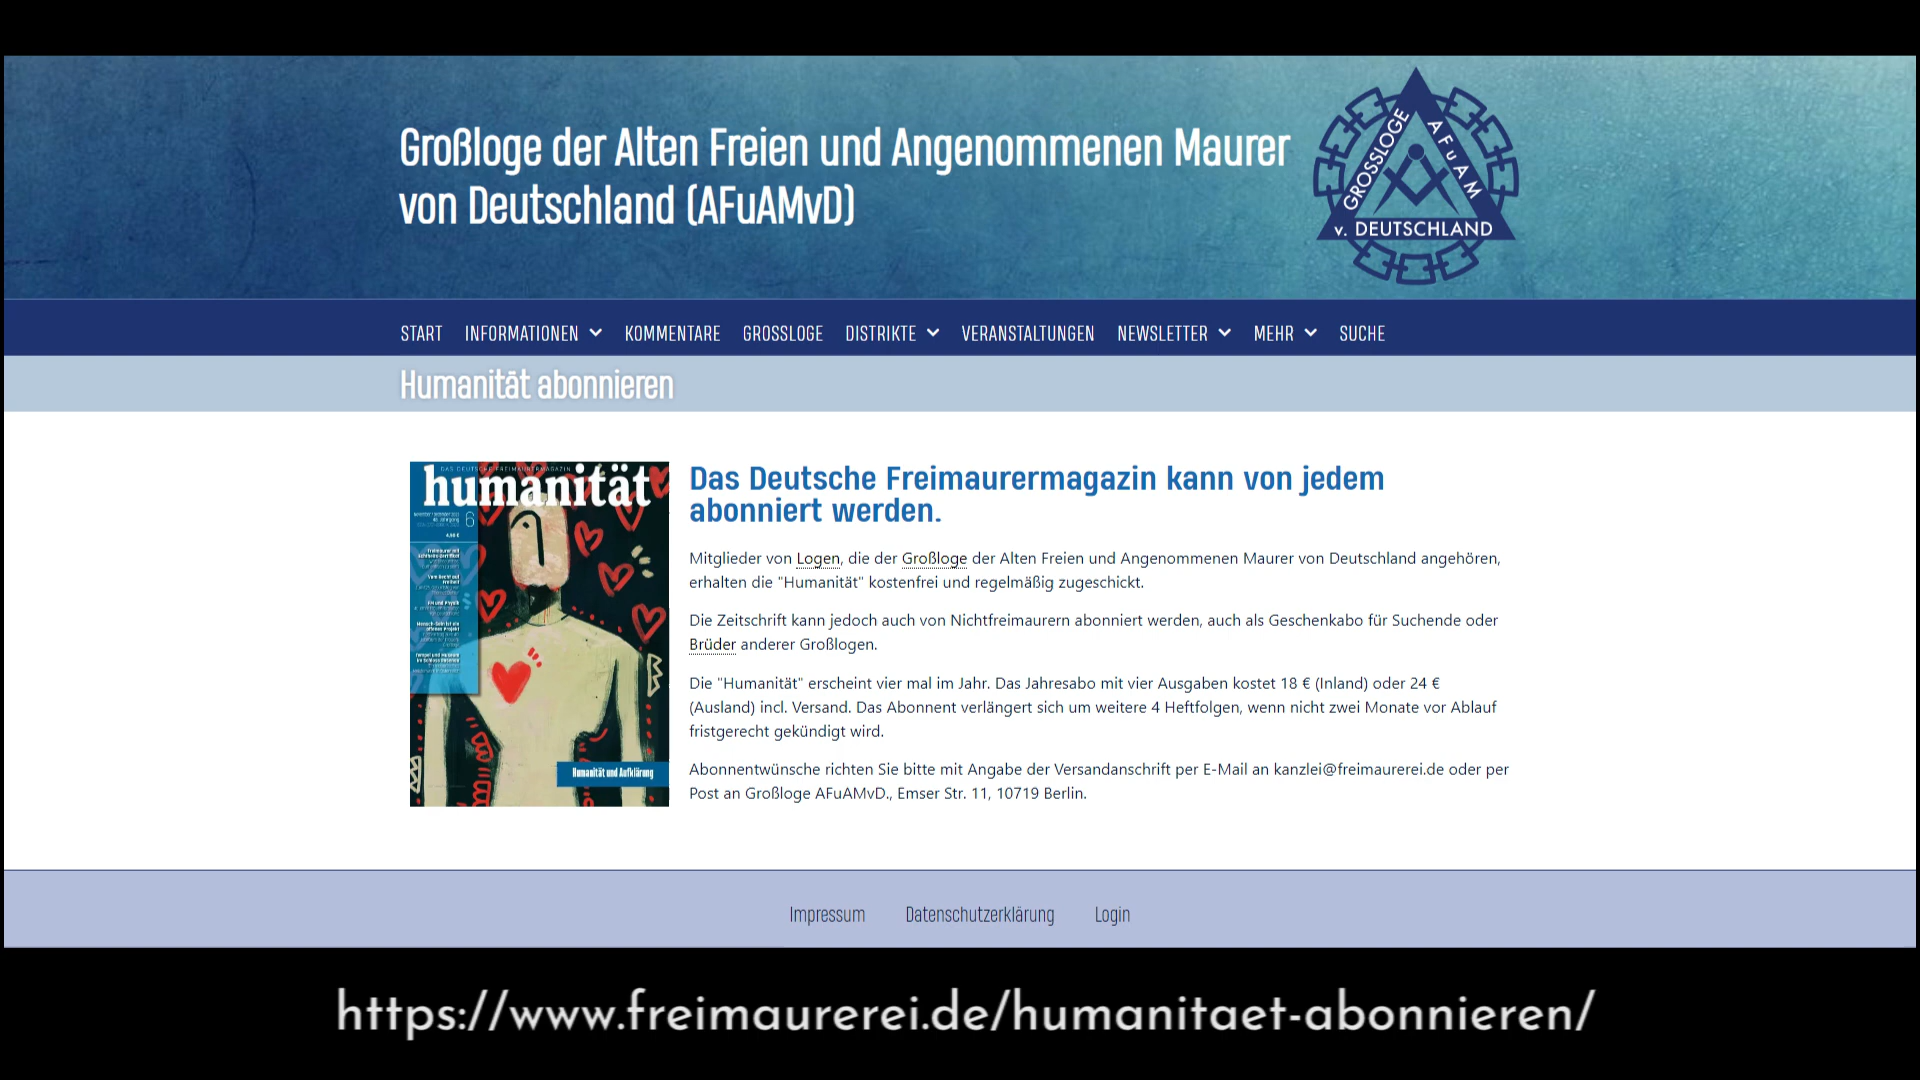 Großloge der Alten Freien und Angenommenen Maurer
von Deutschland (AFuAMvD)
GROSSLOGE
AFuAM
v. DEUTSCHLAND
START INFORMATIONEN KOMMENTARE GROSSLOGE DISTRIKTE VERANSTALTUNGEN NEWSLETTER MEHR SUCHE
Humanität abonnieren
DAS DEUTSCHE FREIMAURERMAGAZIN
humanität
6
Humanität und Aufklärung
Das Deutsche Freimaurermagazin kann von jedem
abonniert werden.
Mitglieder von Logen, die der Großloge der Alten Freien und Angenommenen Maurer von Deutschland angehören,
erhalten die "Humanität" kostenfrei und regelmäßig zugeschickt.
Die Zeitschrift kann jedoch auch von Nichtfreimaurern abonniert werden, auch als Geschenkabo für Suchende oder
Brüder anderer Großlogen.
Die "Humanität" erscheint vier mal im Jahr. Das Jahresabo mit vier Ausgaben kostet 18 € (Inland) oder 24 €
(Ausland) incl. Versand. Das Abonnent verlängert sich um weitere 4 Heftfolgen, wenn nicht zwei Monate vor Ablauf
fristgerecht gekündigt wird.
Abonnentwünsche richten Sie bitte mit Angabe der Versandanschrift per E-Mail an kanzlei@freimaurerei.de oder per
Post an Großloge AFuAMvD., Emser Str. 11, 10719 Berlin.
Impressum Datenschutzerklärung Login
https://www.freimaurerei.de/humanitaet-abonnieren/